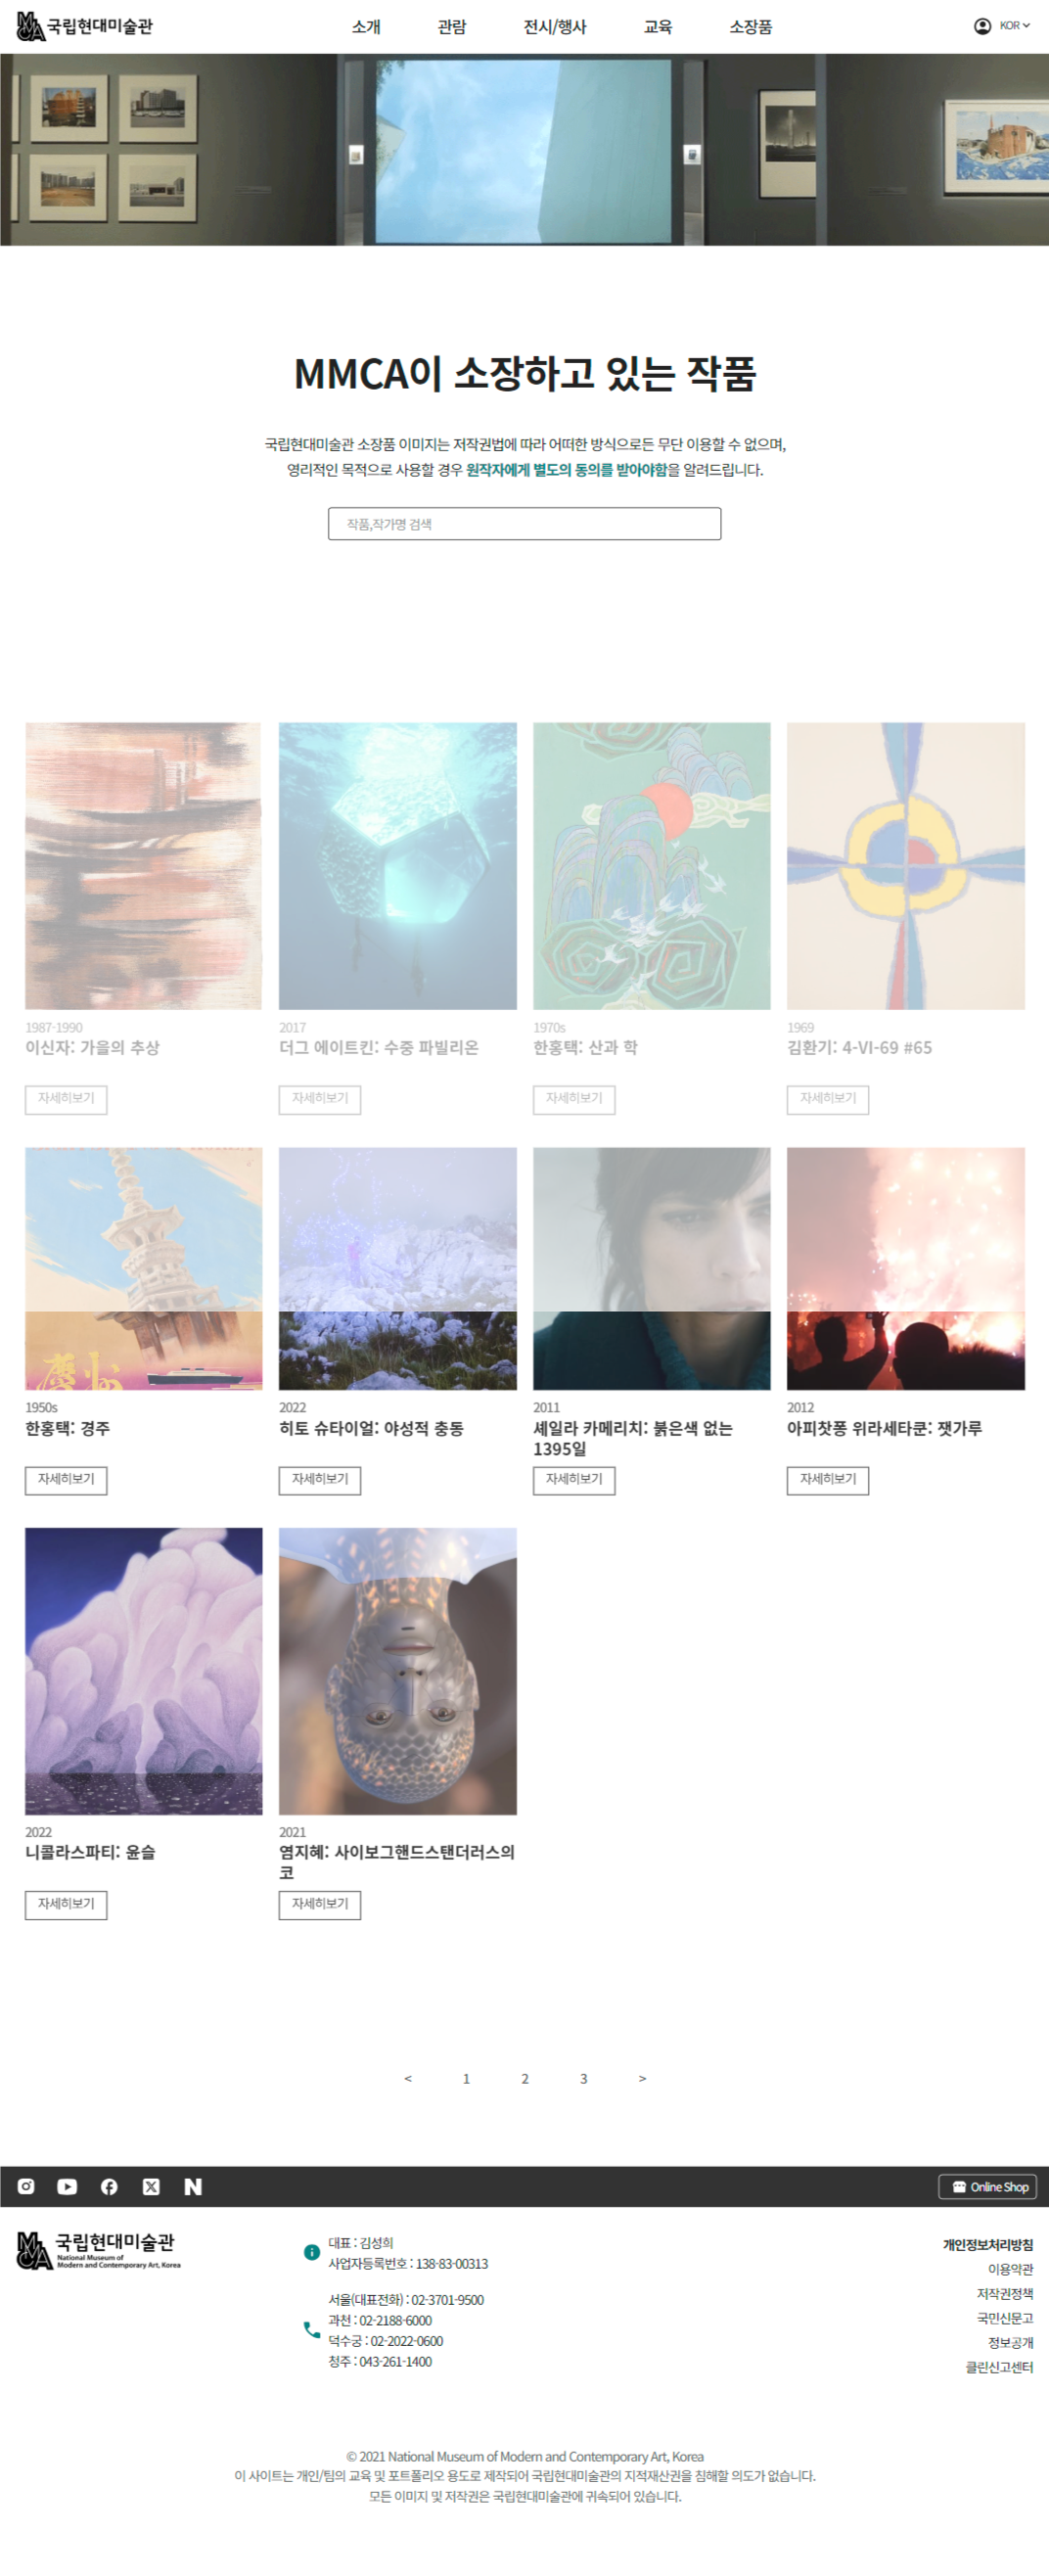 MMCA 국립현대미술관
소개 관람 전시/행사 교육 소장품
KOR
MMCA이 소장하고 있는 작품
국립현대미술관 소장품 이미지는 저작권법에 따라 어떠한 방식으로든 무단 이용할 수 없으며,
영리적인 목적으로 사용할 경우 원작자에게 별도의 동의를 받아야함을 알려드립니다.
작품,작가명 검색
1987-1990
이신자: 가을의 추상
자세히보기
2017
더그 에이트킨: 수중 파빌리온
자세히보기
1970s
한홍택: 산과 학
자세히보기
1969
김환기: 4-VI-69 #65
자세히보기
慶州
1950s
한홍택: 경주
자세히보기
2022
히토 슈타이얼: 야성적 충동
자세히보기
2011
셰일라 카메리치: 붉은색 없는
1395일
자세히보기
2012
아피찻퐁 위라세타쿤: 잿가루
자세히보기
2022
니콜라스파티: 윤슬
자세히보기
2021
염지혜: 사이보그핸드스탠더러스의
코
자세히보기
< 1 2 3 >
Online Shop
MMCA 국립현대미술관
National Museum of
Modern and Contemporary Art, Korea
대표 : 김성희
사업자등록번호 : 138-83-00313
서울(대표전화) : 02-3701-9500
과천 : 02-2188-6000
덕수궁 : 02-2022-0600
청주 : 043-261-1400
개인정보처리방침
이용약관
저작권정책
국민신문고
정보공개
클린신고센터
© 2021 National Museum of Modern and Contemporary Art, Korea
이 사이트는 개인/팀의 교육 및 포트폴리오 용도로 제작되어 국립현대미술관의 지적재산권을 침해할 의도가 없습니다.
모든 이미지 및 저작권은 국립현대미술관에 귀속되어 있습니다.